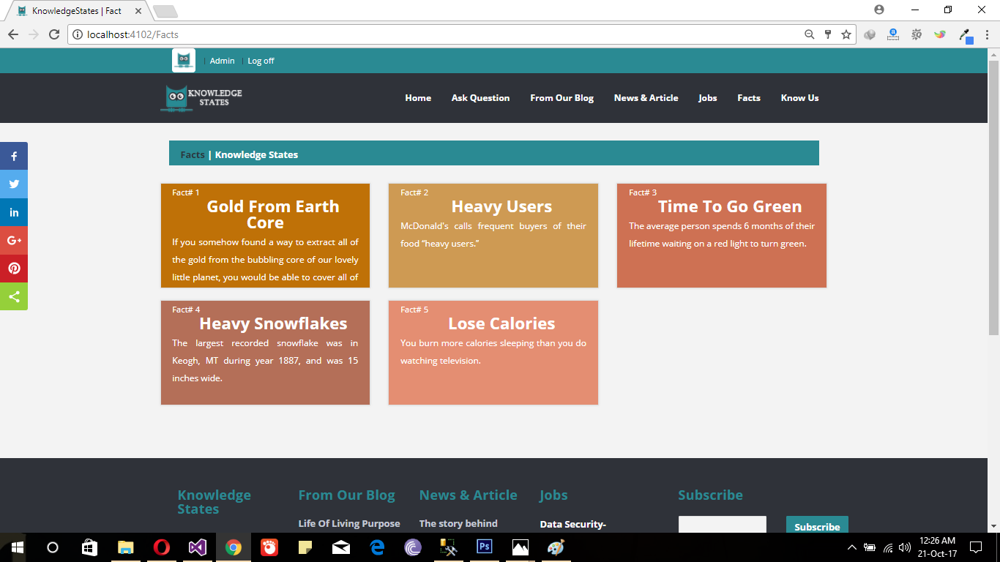 KnowledgeStates | Fact
localhost:4102/Facts
Admin
Log off
KNOWLEDGE
STATES
Home
Ask Question
From Our Blog
News & Article
Jobs
Facts
Know Us
Facts | Knowledge States
Fact# 1
Gold From Earth
Core
If you somehow found a way to extract all of
the gold from the bubbling core of our lovely
little planet, you would be able to cover all of
Fact# 2
Heavy Users
McDonald’s calls frequent buyers of their
food “heavy users.”
Fact# 3
Time To Go Green
The average person spends 6 months of their
lifetime waiting on a red light to turn green.
Fact# 4
Heavy Snowflakes
The largest recorded snowflake was in
Keogh, MT during year 1887, and was 15
inches wide.
Fact# 5
Lose Calories
You burn more calories sleeping than you do
watching television.
Knowledge
States
From Our Blog
Life Of Living Purpose
News & Article
The story behind
Jobs
Data Security-
Subscribe
Subscribe
Ps
12:26 AM
21-Oct-17